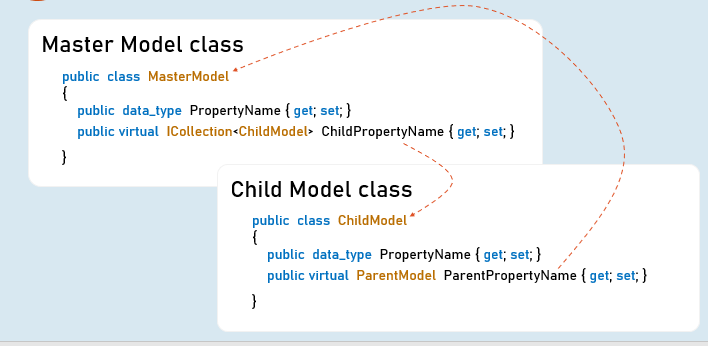 Master Model class
public class MasterModel
{
public data_type PropertyName { get; set; }
public virtual ICollection<ChildModel> ChildPropertyName { get; set; }
}
Child Model class
public class ChildModel
{
public data_type PropertyName { get; set; }
public virtual ParentModel ParentPropertyName { get; set; }
}